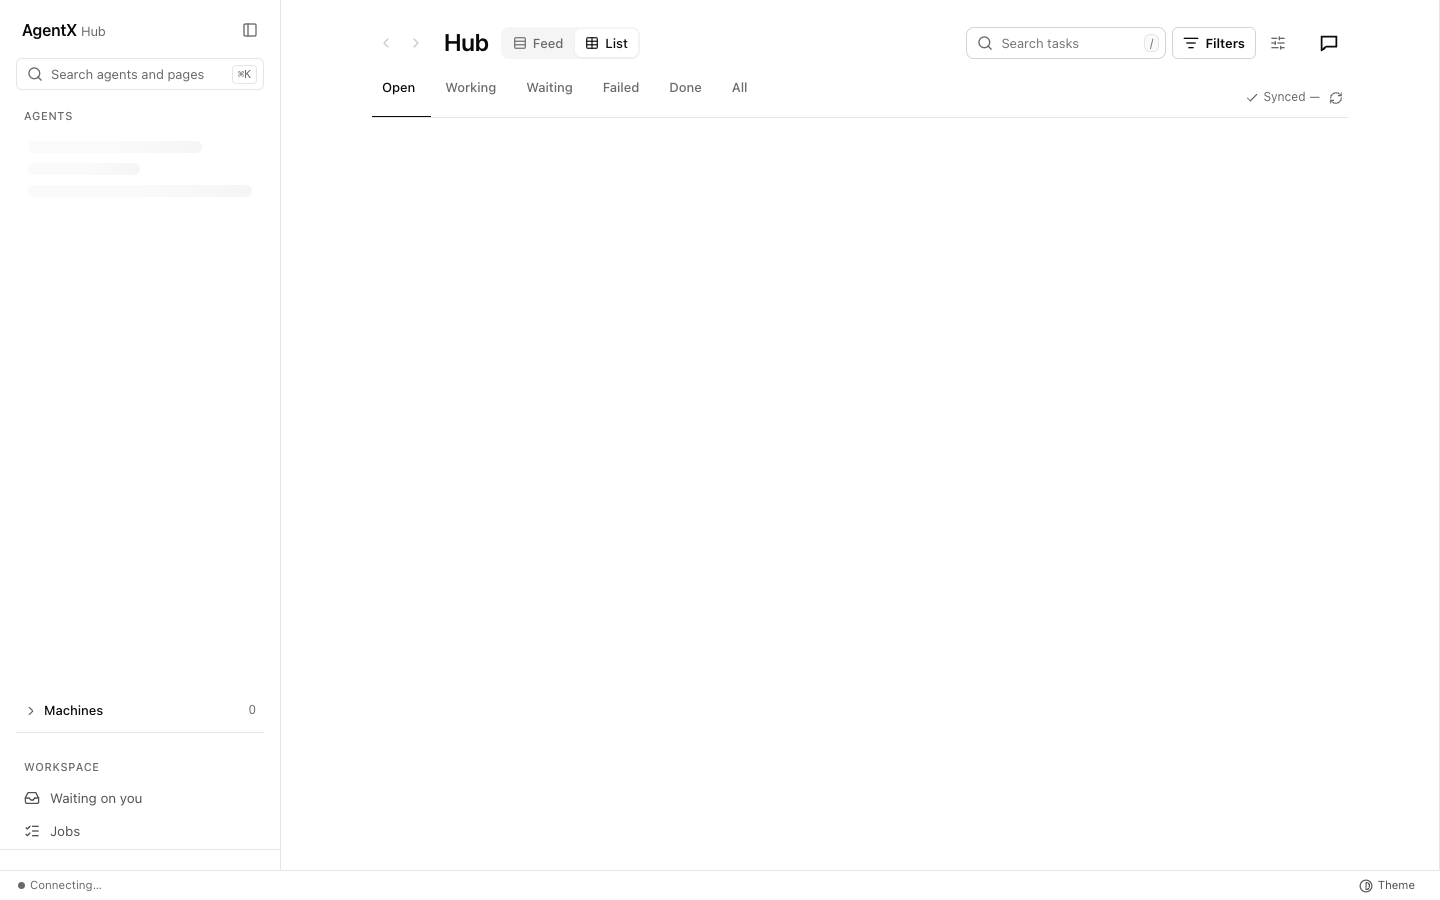 AgentX Hub
Search agents and pages ⌘K
AGENTS
Machines 0
WORKSPACE
Waiting on you
Jobs
Hub
Feed
List
Search tasks /
Filters
Open
Working
Waiting
Failed
Done
All
Synced —
Connecting...
Theme